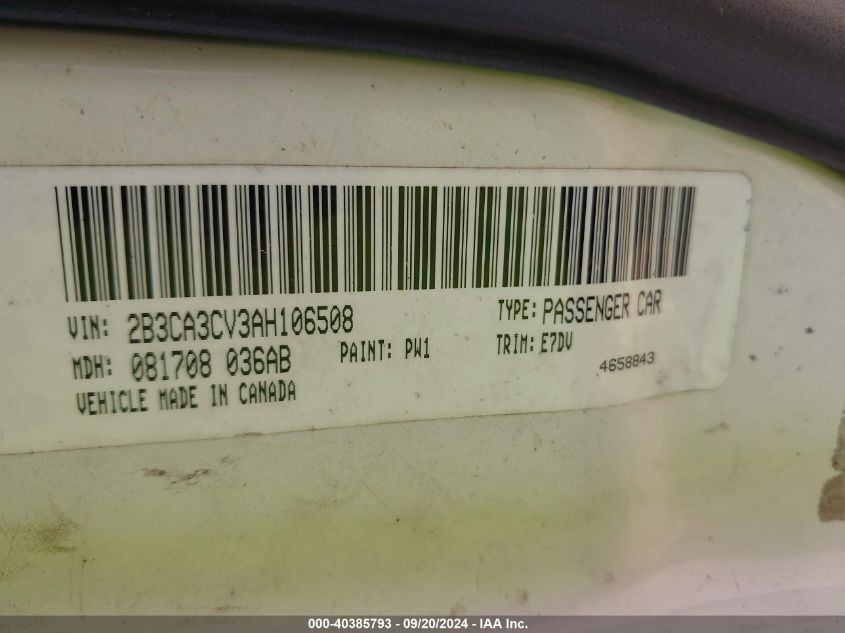 VIN: 2B3CA3CV3AH106508
TYPE: PASSENGER CAR
MDH: 081708 036AB
PAINT: PW1
TRIM: E7DV
4658843
VEHICLE MADE IN CANADA
000-40385793 - 09/20/2024 - IAA Inc.